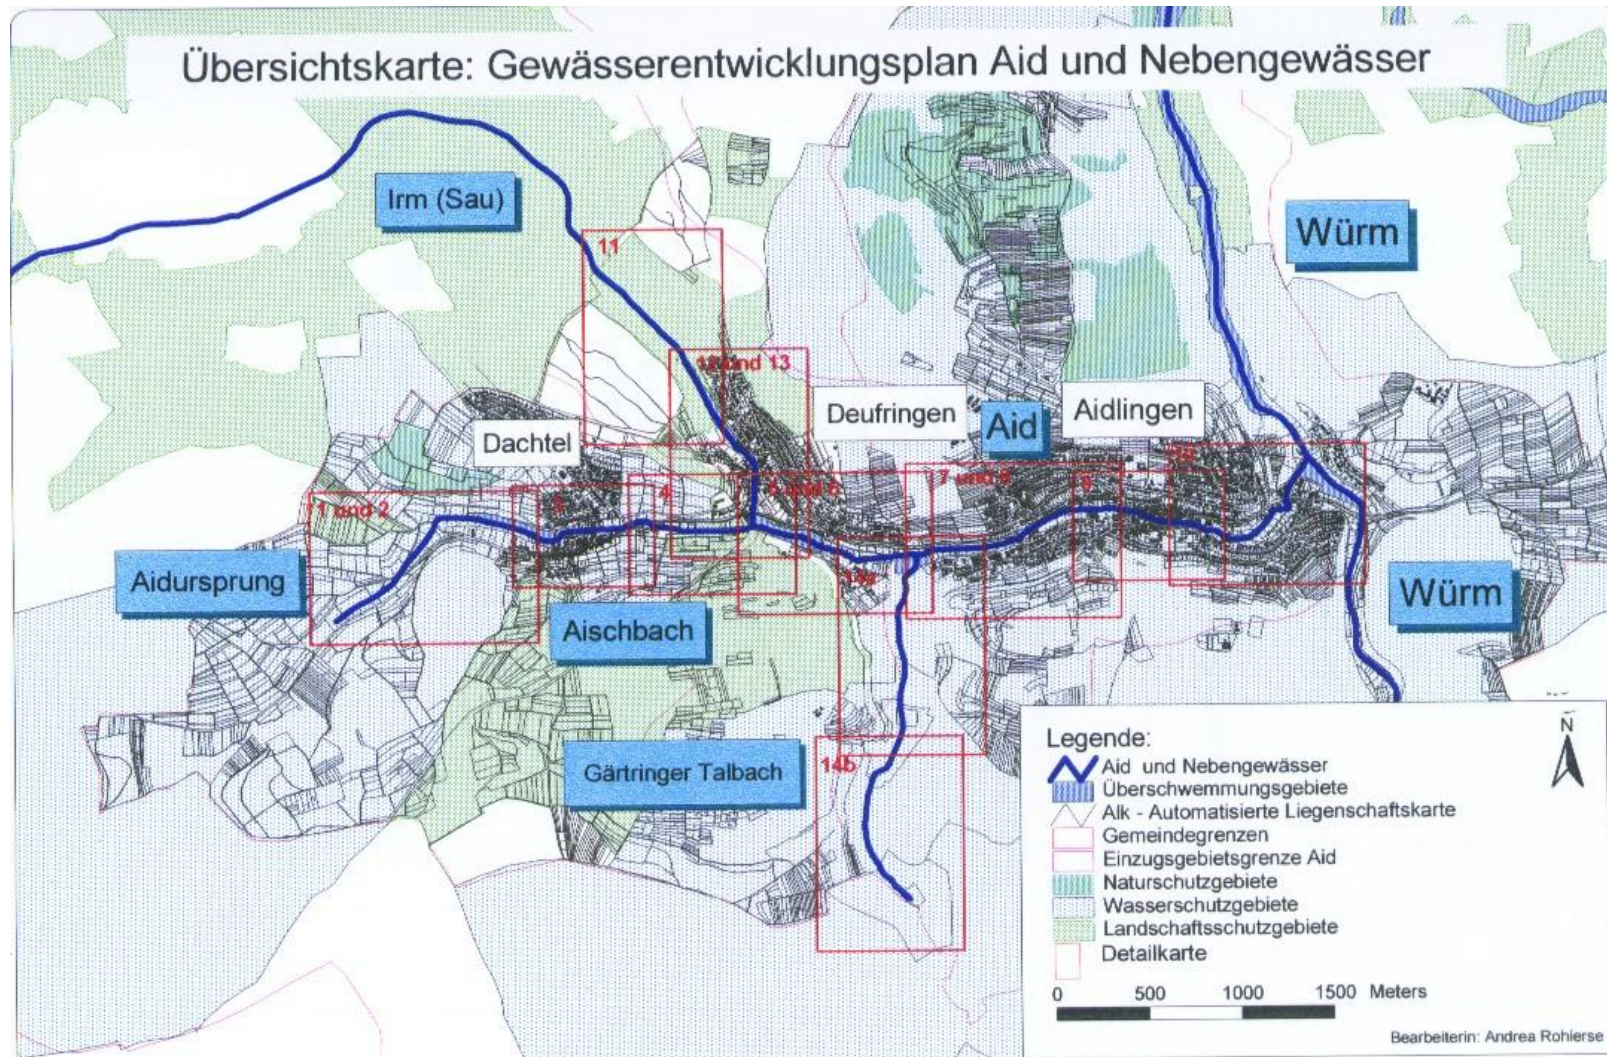 Übersichtskarte: Gewässerentwicklungsplan Aid und Nebengewässer
Irm (Sau)
Würm
11
12 und 13
Deufringen
Aid
Aidlingen
Dachtel
1 und 2
3
4
5 und 6
7 und 8
9
10
Aidursprung
Aischbach
14a
Würm
Gärtringer Talbach
14b
Legende:
N
Aid und Nebengewässer
Überschwemmungsgebiete
Alk - Automatisierte Liegenschaftskarte
Gemeindegrenzen
Einzugsgebietsgrenze Aid
Naturschutzgebiete
Wasserschutzgebiete
Landschaftsschutzgebiete
Detailkarte
0 500 1000 1500 Meters
Bearbeiterin: Andrea Rohierse